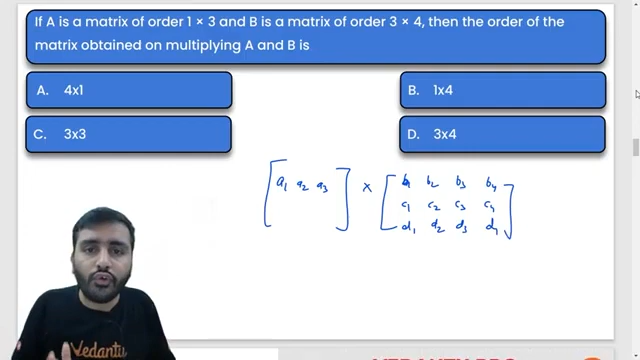 If A is a matrix of order 1 × 3 and B is a matrix of order 3 × 4, then the order of the
matrix obtained on multiplying A and B is
A. 4x1
B. 1x4
C. 3x3
D. 3x4
[a₁ a₂ a₃] × [b₁ b₂ b₃ b₄
c₁ c₂ c₃ c₄
d₁ d₂ d₃ d₄]
Vedantu
VEDANTU PRO